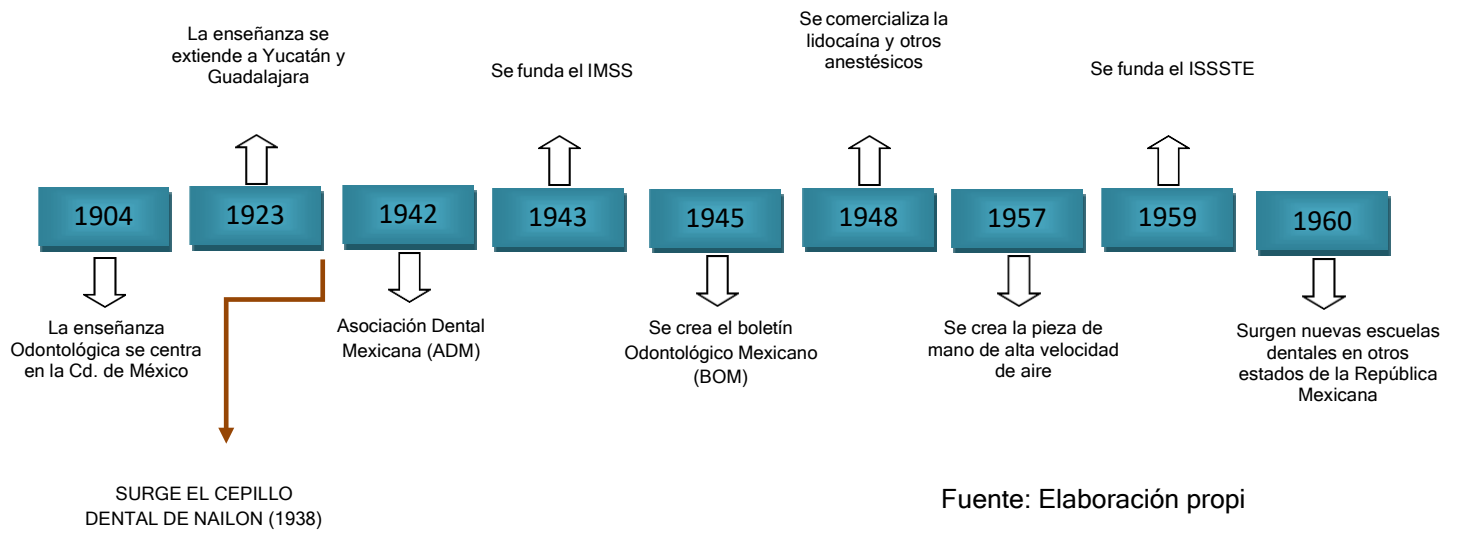 La enseñanza se
extiende a Yucatán y
Guadalajara
Se funda el IMSS
Se comercializa la
lidocaína y otros
anestésicos
Se funda el ISSSTE
1904
1923
1942
1943
1945
1948
1957
1959
1960
La enseñanza
Odontológica se centra
en la Cd. de México
Asociación Dental
Mexicana (ADM)
Se crea el boletín
Odontológico Mexicano
(BOM)
Se crea la pieza de
mano de alta velocidad
de aire
Surgen nuevas escuelas
dentales en otros
estados de la República
Mexicana
SURGE EL CEPILLO
DENTAL DE NAILON (1938)
Fuente: Elaboración propi